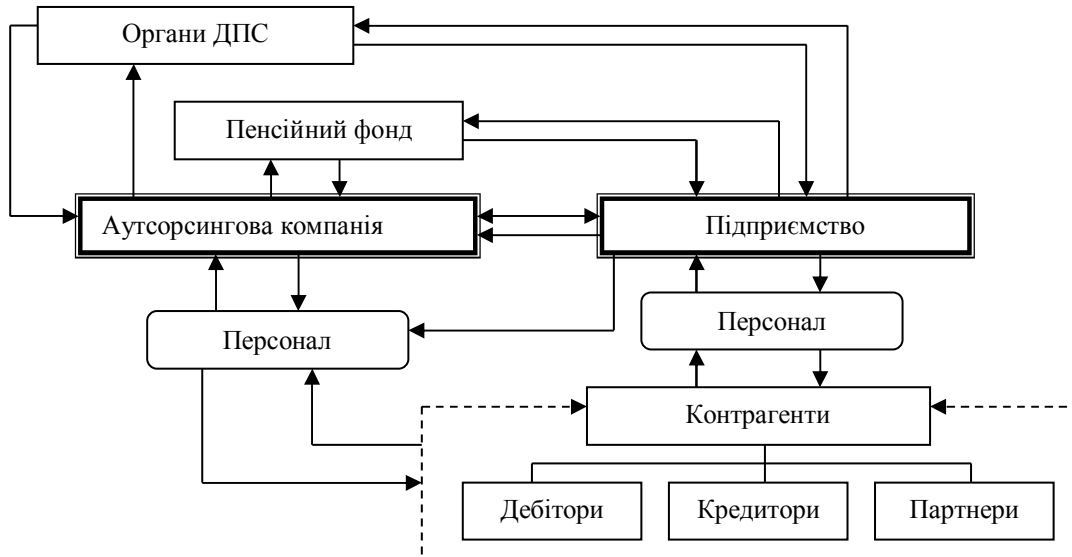 Органи ДПС
Пенсійний фонд
Аутсорсингова компанія
Підприємство
Персонал
Персонал
Контрагенти
Дебітори
Кредитори
Партнери